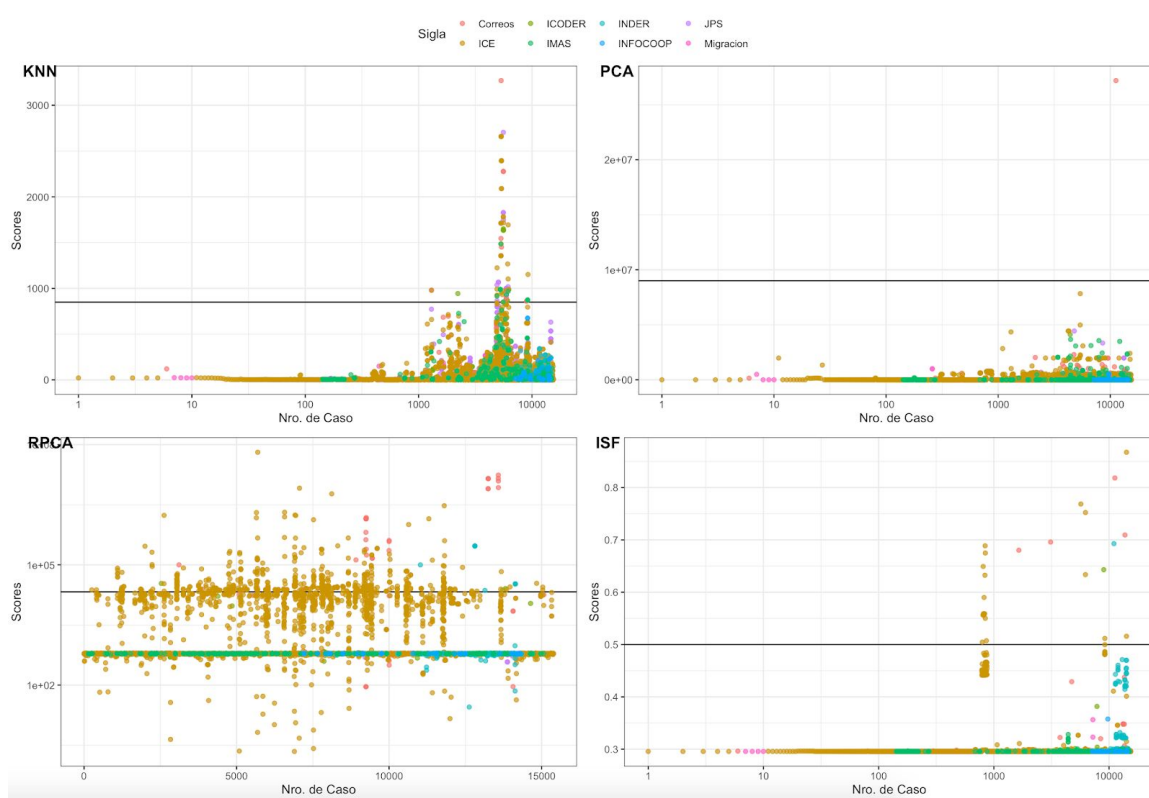 Sigla
Correos ICODER INDER JPS
ICE IMAS INFOCOOP Migracion
KNN
3000
2000
1000
0
Scores
1 10 100 1000 10000
Nro. de Caso
PCA
2e+07
1e+07
0e+00
Scores
1 10 100 1000 10000
Nro. de Caso
RPCA
1e+05
1e+02
Scores
0 5000 10000 15000
Nro. de Caso
ISF
0.8
0.7
0.6
0.5
0.4
0.3
Scores
1 10 100 1000 10000
Nro. de Caso